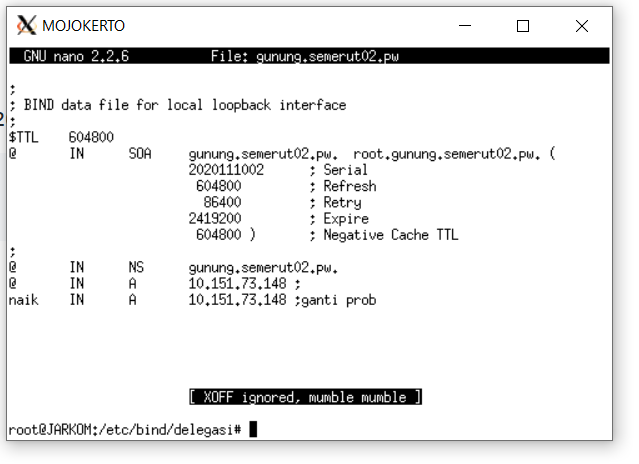 MOJOKERTO
GNU nano 2.2.6 File: gunung.semerut02.pw
;
; BIND data file for local loopback interface
;
$TTL 604800
@ IN SOA gunung.semerut02.pw. root.gunung.semerut02.pw. (
2020111002 ; Serial
604800 ; Refresh
86400 ; Retry
2419200 ; Expire
604800 ) ; Negative Cache TTL
;
@ IN NS gunung.semerut02.pw.
@ IN A 10.151.73.148 ;
naik IN A 10.151.73.148 ;ganti prob
[ XOFF ignored, mumble mumble ]
root@JARKOM:/etc/bind/delegasi#